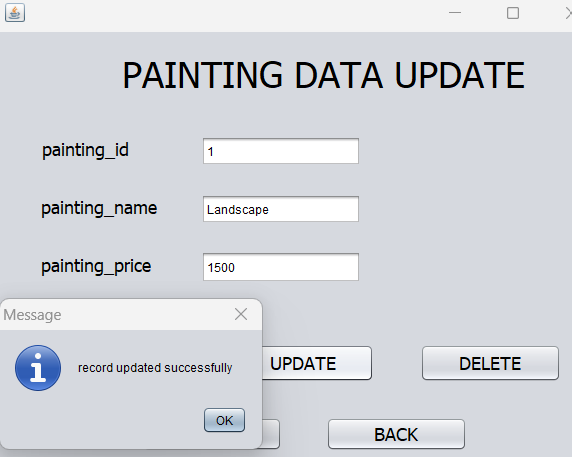 PAINTING DATA UPDATE
painting_id 1
painting_name Landscape
painting_price 1500
Message
record updated successfully
OK
UPDATE DELETE
BACK